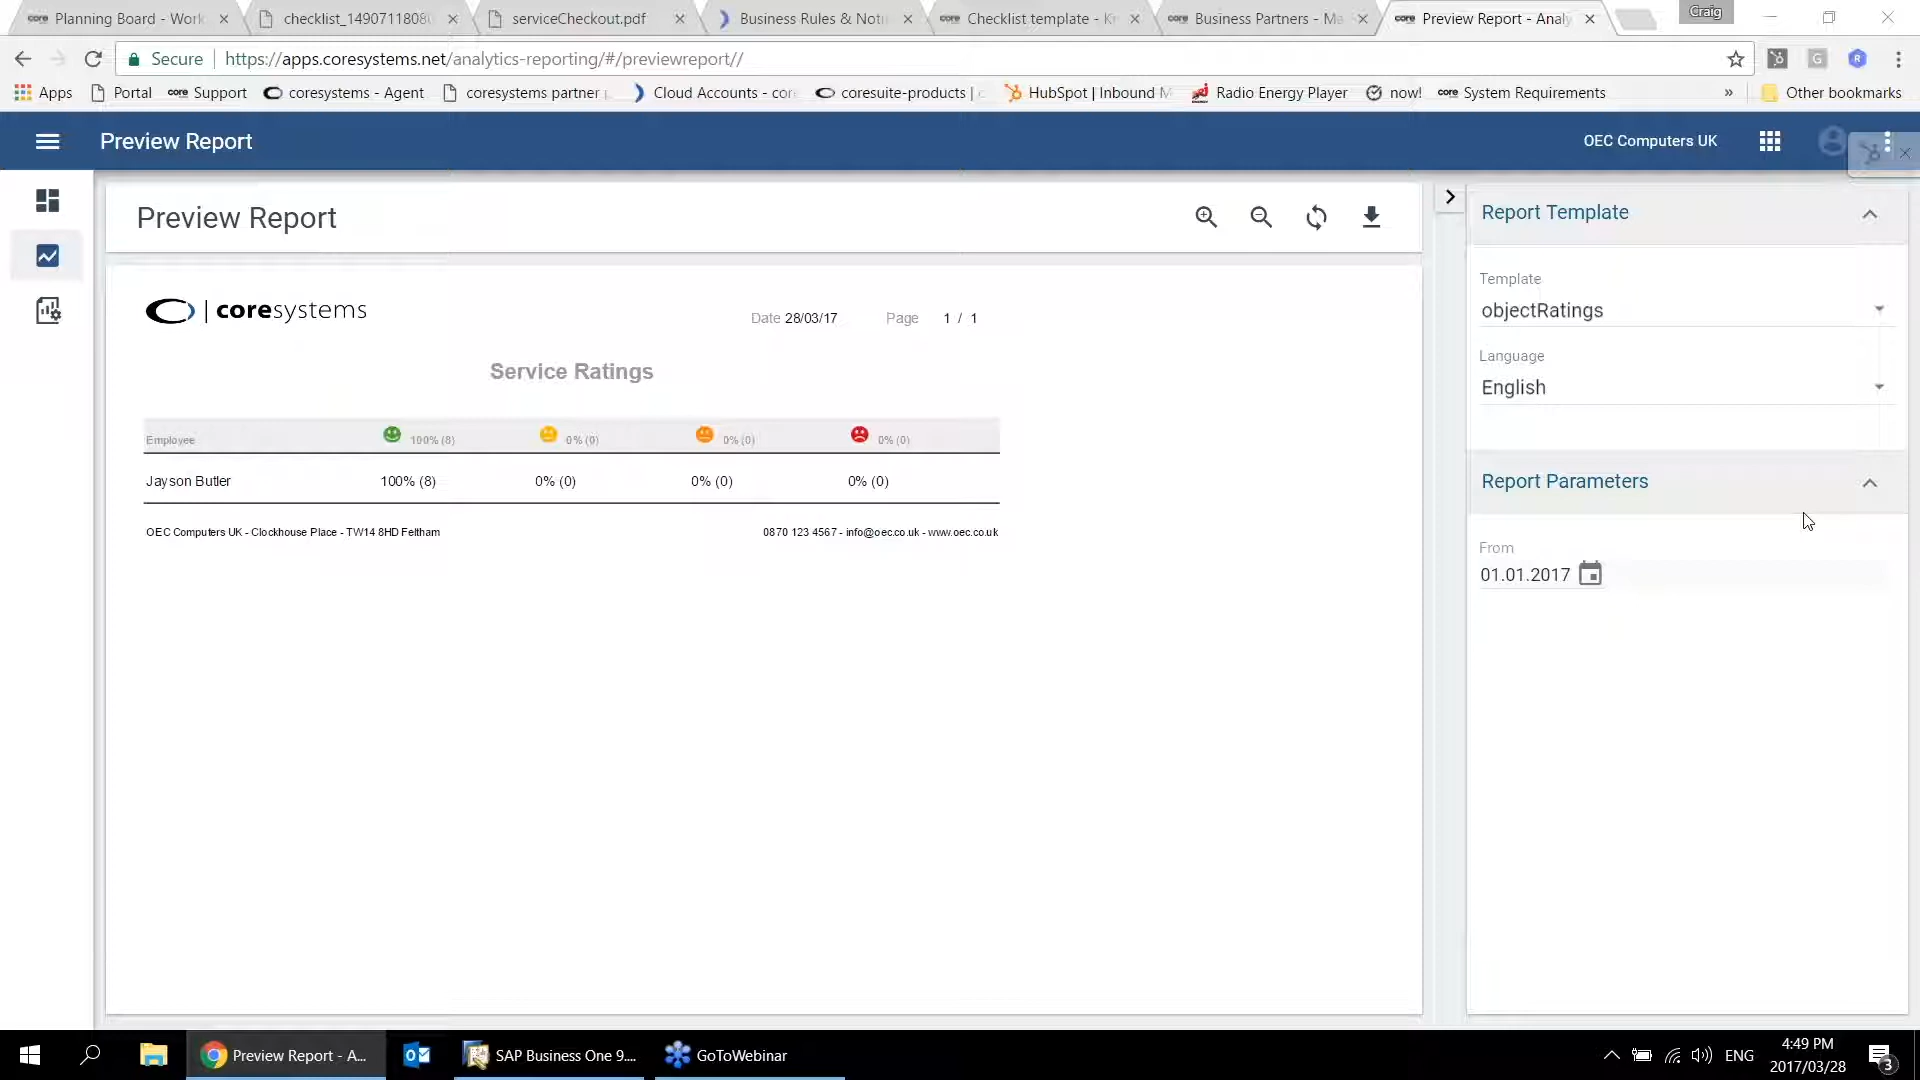 Planning Board - Work
checklist_1490711808
serviceCheckout.pdf
Business Rules & Noti
Checklist template - K
Business Partners - Ma
Preview Report - Analy
Craig
Secure https://apps.coresystems.net/analytics-reporting/#/previewreport//
Apps Portal core Support coresystems - Agent coresystems partner Cloud Accounts - core coresuite-products | HubSpot | Inbound M Radio Energy Player now! core System Requirements » Other bookmarks
Preview Report
OEC Computers UK
Preview Report
coresystems
Date 28/03/17 Page 1 / 1
Service Ratings
Employee 100% (8) 0% (0) 0% (0) 0% (0)
Jayson Butler 100% (8) 0% (0) 0% (0) 0% (0)
OEC Computers UK - Clockhouse Place - TW14 8HD Feltham 0870 123 4567 - info@oec.co.uk - www.oec.co.uk
Report Template
Template
objectRatings
Language
English
Report Parameters
From
01.01.2017
Preview Report - A...
SAP Business One 9....
GoToWebinar
ENG
4:49 PM
2017/03/28
3